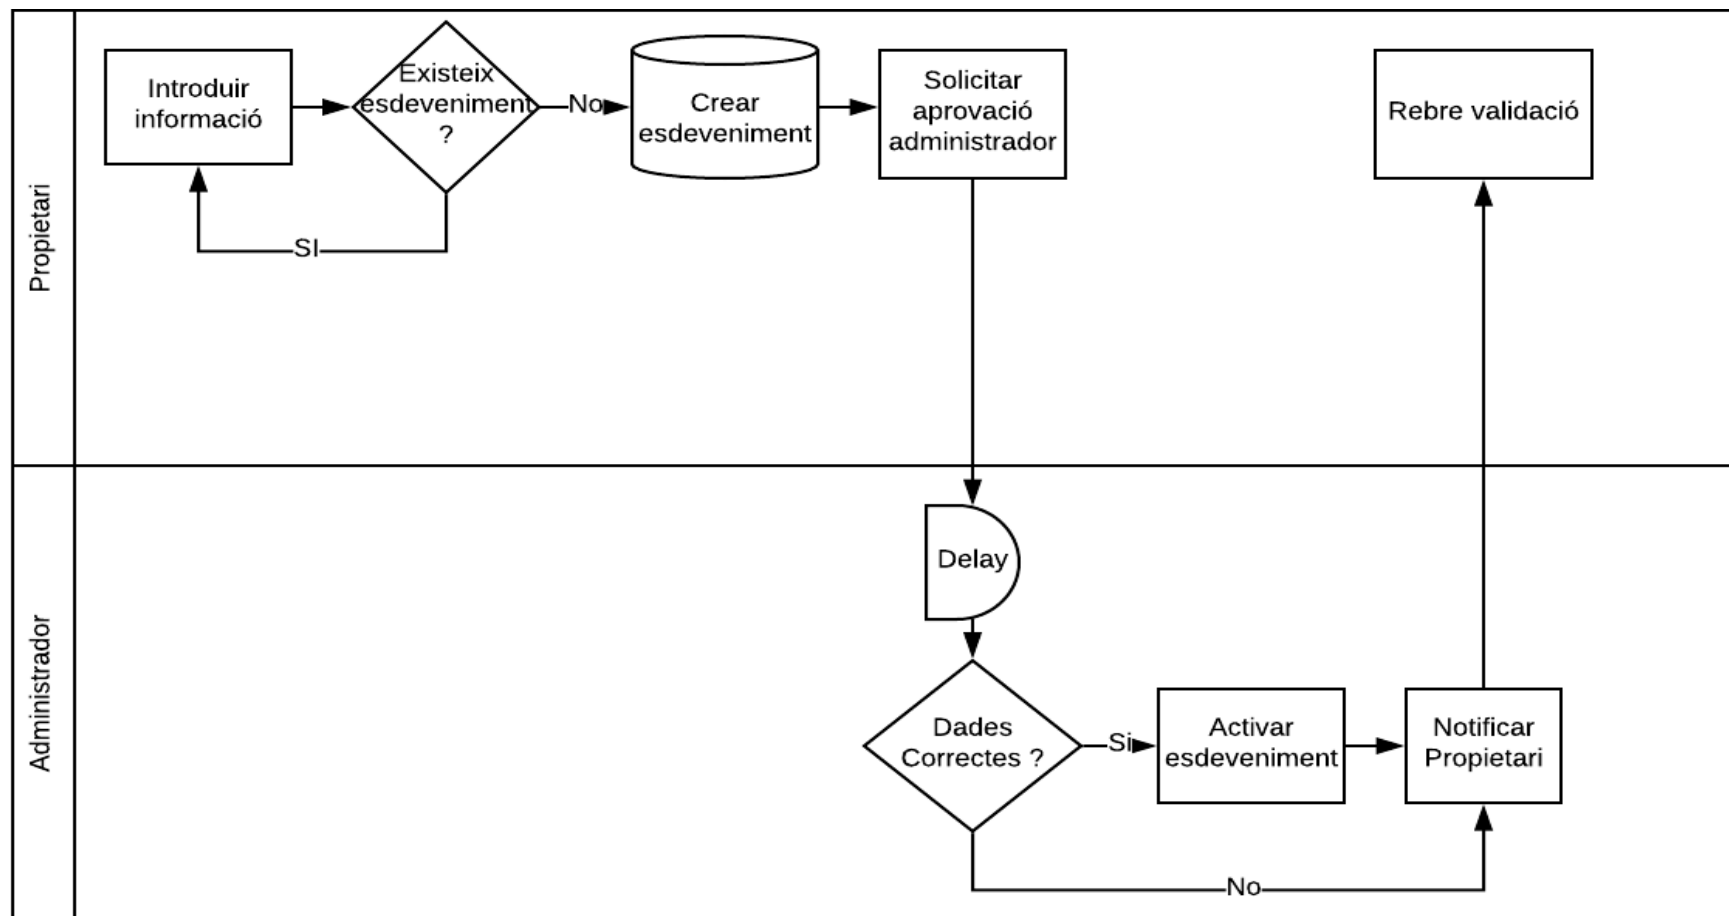 Propietari
Introduir
informació
Existeix
esdeveniment
?
No
Crear
esdeveniment
Solicitar
aprovació
administrador
Rebre validació
SI
Administrador
Delay
Dades
Correctes ?
Si
Activar
esdeveniment
Notificar
Propietari
No